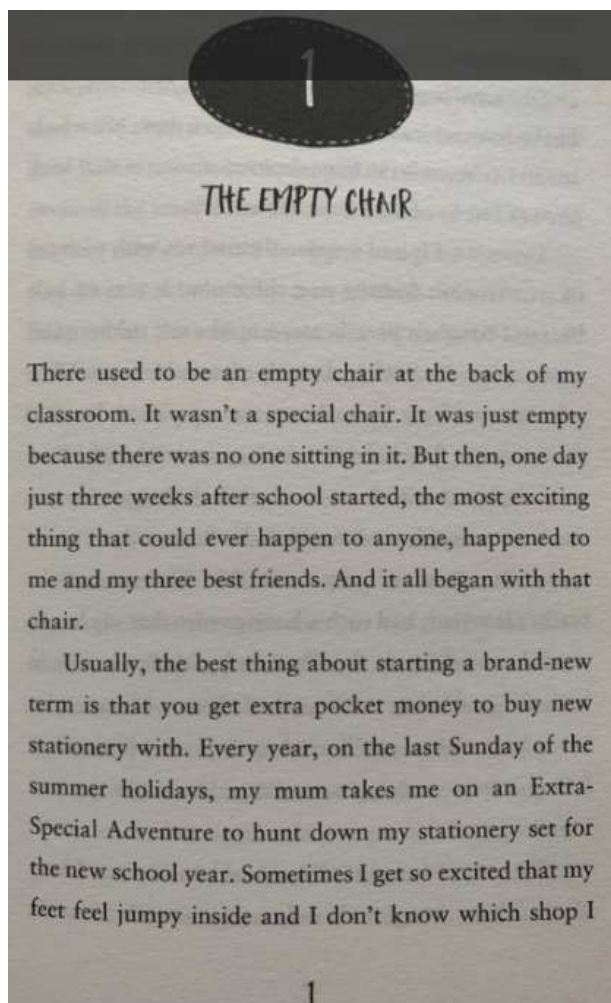 1
THE EMPTY CHAIR
There used to be an empty chair at the back of my
classroom. It wasn't a special chair. It was just empty
because there was no one sitting in it. But then, one day
just three weeks after school started, the most exciting
thing that could ever happen to anyone, happened to
me and my three best friends. And it all began with that
chair.
Usually, the best thing about starting a brand-new
term is that you get extra pocket money to buy new
stationery with. Every year, on the last Sunday of the
summer holidays, my mum takes me on an Extra-
Special Adventure to hunt down my stationery set for
the new school year. Sometimes I get so excited that my
feet feel jumpy inside and I don't know which shop I
1